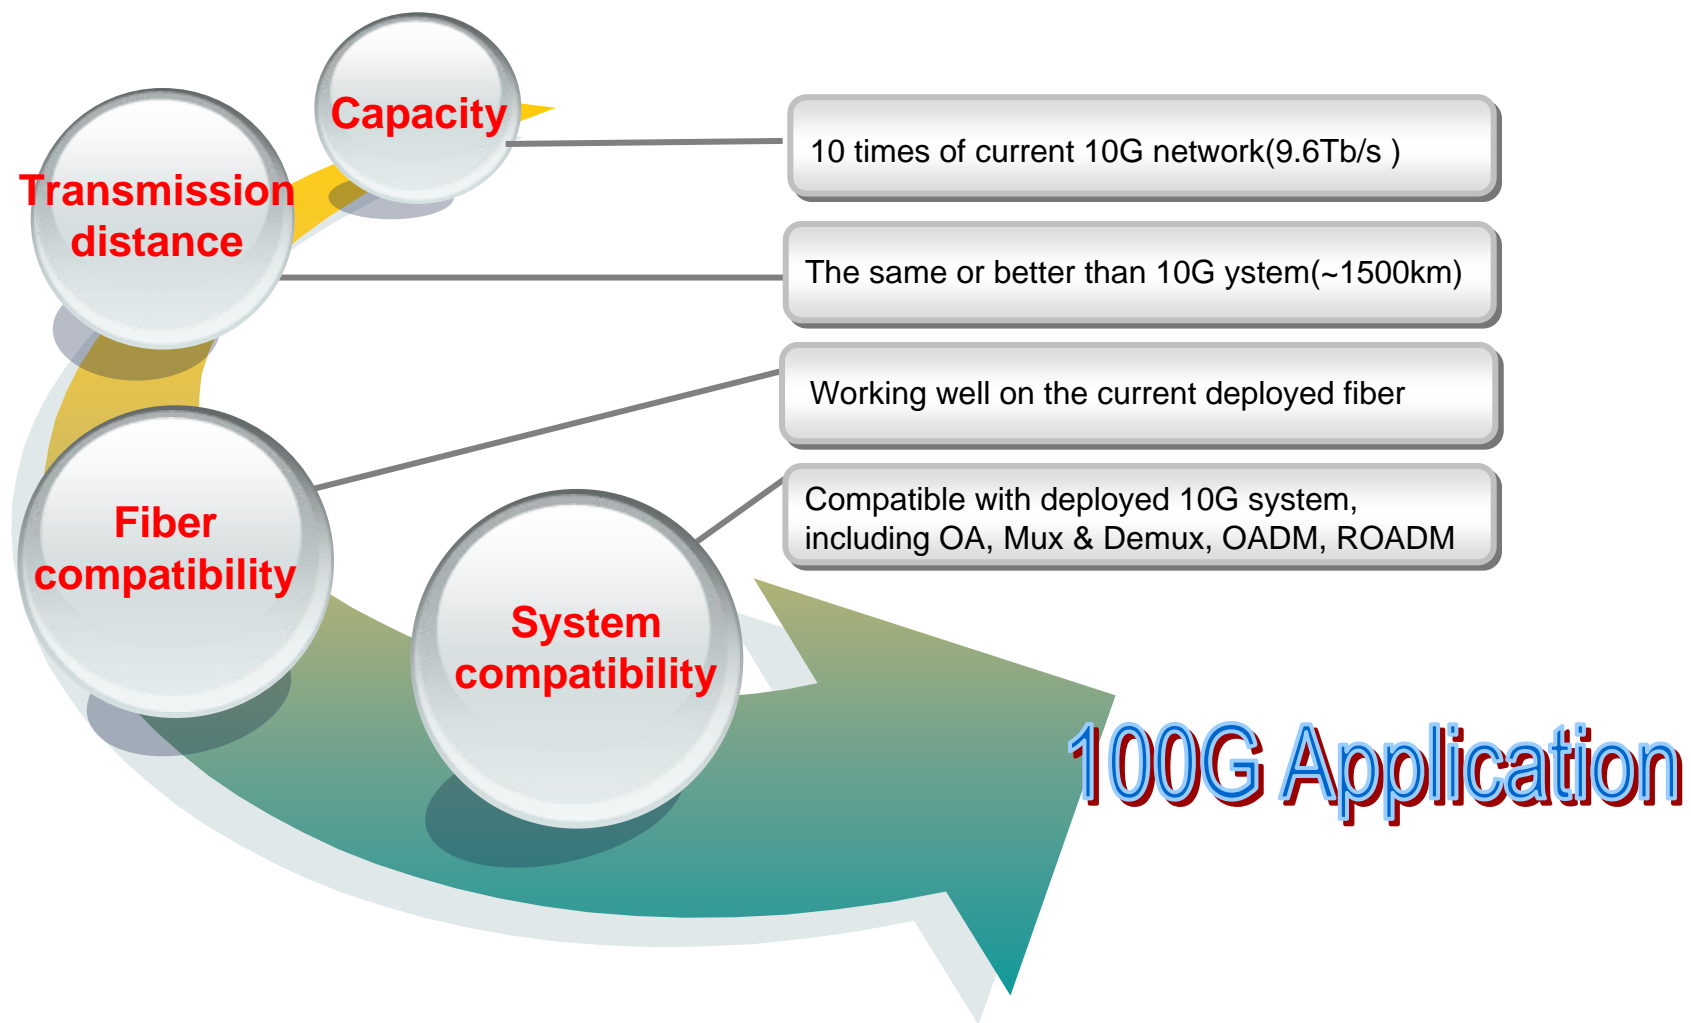 Capacity
10 times of current 10G network(9.6Tb/s )
Transmission
distance
The same or better than 10G ystem(~1500km)
Fiber
compatibility
Working well on the current deployed fiber
System
compatibility
Compatible with deployed 10G system,
including OA, Mux & Demux, OADM, ROADM
100G Application